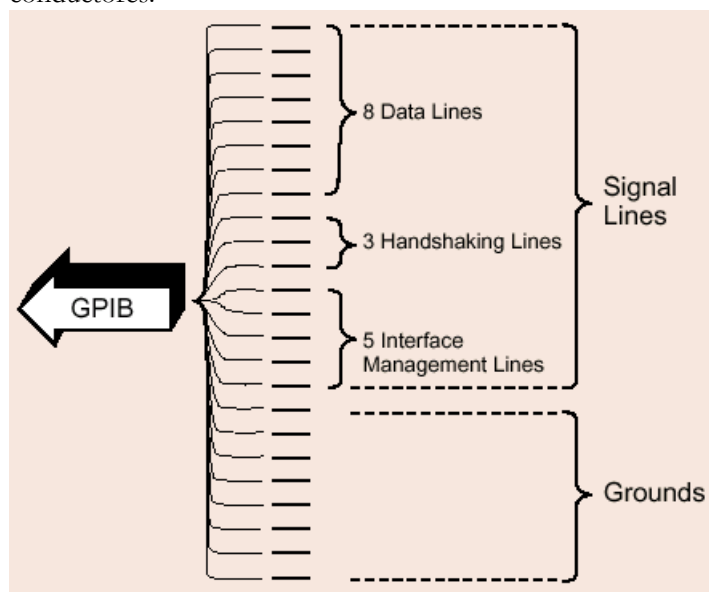 conductores.
8 Data Lines
Signal
Lines
3 Handshaking Lines
GPIB
5 Interface
Management Lines
Grounds